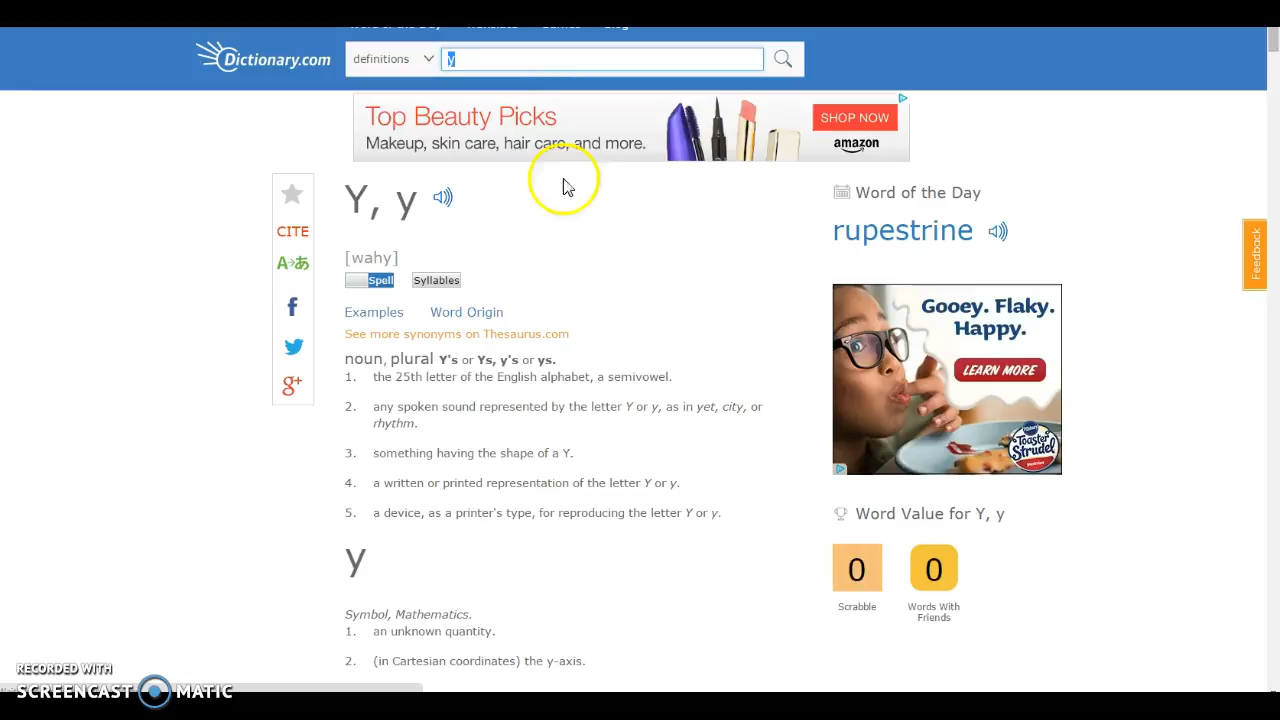 Dictionary.com
definitions
y
Top Beauty Picks
Makeup, skin care, hair care, and more.
SHOP NOW
amazon
Y, y
CITE
A→あ
f
g+
[wahy]
Spell
Syllables
Examples
Word Origin
See more synonyms on Thesaurus.com
noun, plural Y's or Ys, y's or ys.
1. the 25th letter of the English alphabet, a semivowel.
2. any spoken sound represented by the letter Y or y, as in yet, city, or
rhythm.
3. something having the shape of a Y.
4. a written or printed representation of the letter Y or y.
5. a device, as a printer's type, for reproducing the letter Y or y.
y
Symbol, Mathematics.
1. an unknown quantity.
2. (in Cartesian coordinates) the y-axis.
Word of the Day
rupestrine
Feedback
Gooey. Flaky.
Happy.
LEARN MORE
Pillsbury
Toaster
Strudel
Word Value for Y, y
0
Scrabble
0
Words With
Friends
RECORDED WITH
SCREENCAST MATIC